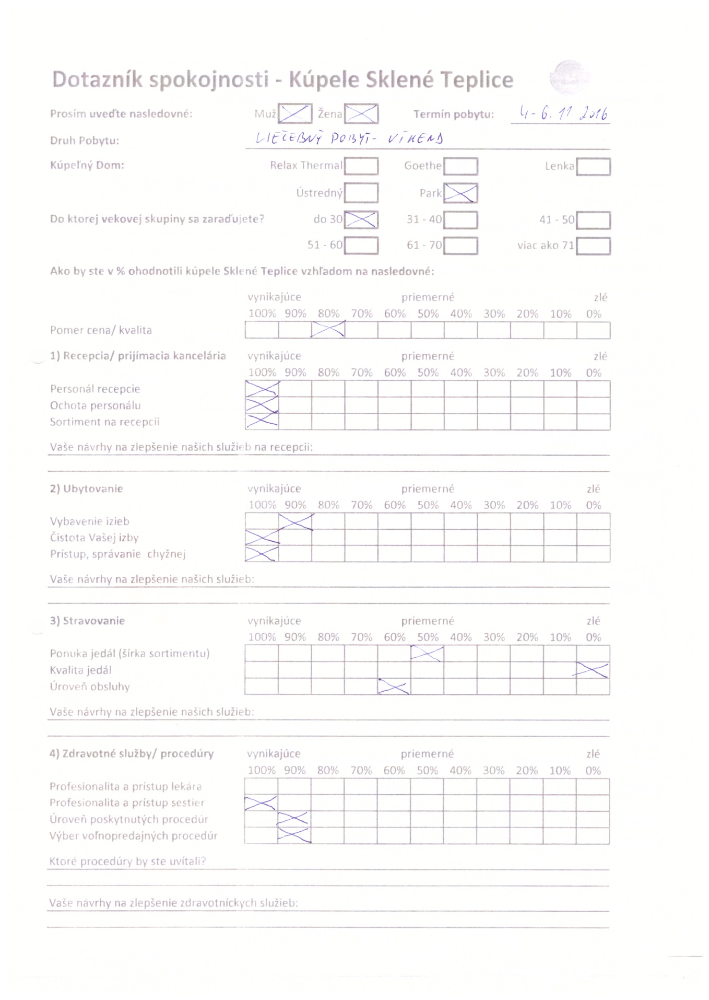 Dotazník spokojnosti - Kúpele Sklené Teplice
Prosím uveďte nasledovné: Muž Žena Termín pobytu: 4-6. 11 2016
Druh Pobytu: LIEČEBNÝ POBYT- VÍKEND
Kúpeľný Dom: Relax Thermal Goethe Lenka
Ústredný Park
Do ktorej vekovej skupiny sa zaraďujete? do 30 31 - 40 41 - 50
51 - 60 61 - 70 viac ako 71
Ako by ste v % ohodnotili kúpele Sklené Teplice vzhľadom na nasledovné:
vynikajúce priemerné zlé
100% 90% 80% 70% 60% 50% 40% 30% 20% 10% 0%
Pomer cena/ kvalita
1) Recepcia/ prijímacia kancelária vynikajúce priemerné zlé
100% 90% 80% 70% 60% 50% 40% 30% 20% 10% 0%
Personál recepcie
Ochota personálu
Sortiment na recepcii
Vaše návrhy na zlepšenie našich služieb na recepcii:
2) Ubytovanie vynikajúce priemerné zlé
100% 90% 80% 70% 60% 50% 40% 30% 20% 10% 0%
Vybavenie izieb
Čistota Vašej izby
Prístup, správanie chyžnej
Vaše návrhy na zlepšenie našich služieb:
3) Stravovanie vynikajúce priemerné zlé
100% 90% 80% 70% 60% 50% 40% 30% 20% 10% 0%
Ponuka jedál (šírka sortimentu)
Kvalita jedál
Úroveň obsluhy
Vaše návrhy na zlepšenie našich služieb:
4) Zdravotné služby/ procedúry vynikajúce priemerné zlé
100% 90% 80% 70% 60% 50% 40% 30% 20% 10% 0%
Profesionalita a prístup lekára
Profesionalita a prístup sestier
Úroveň poskytnutých procedúr
Výber voľnopredajných procedúr
Ktoré procedúry by ste uvítali?
Vaše návrhy na zlepšenie zdravotníckych služieb: